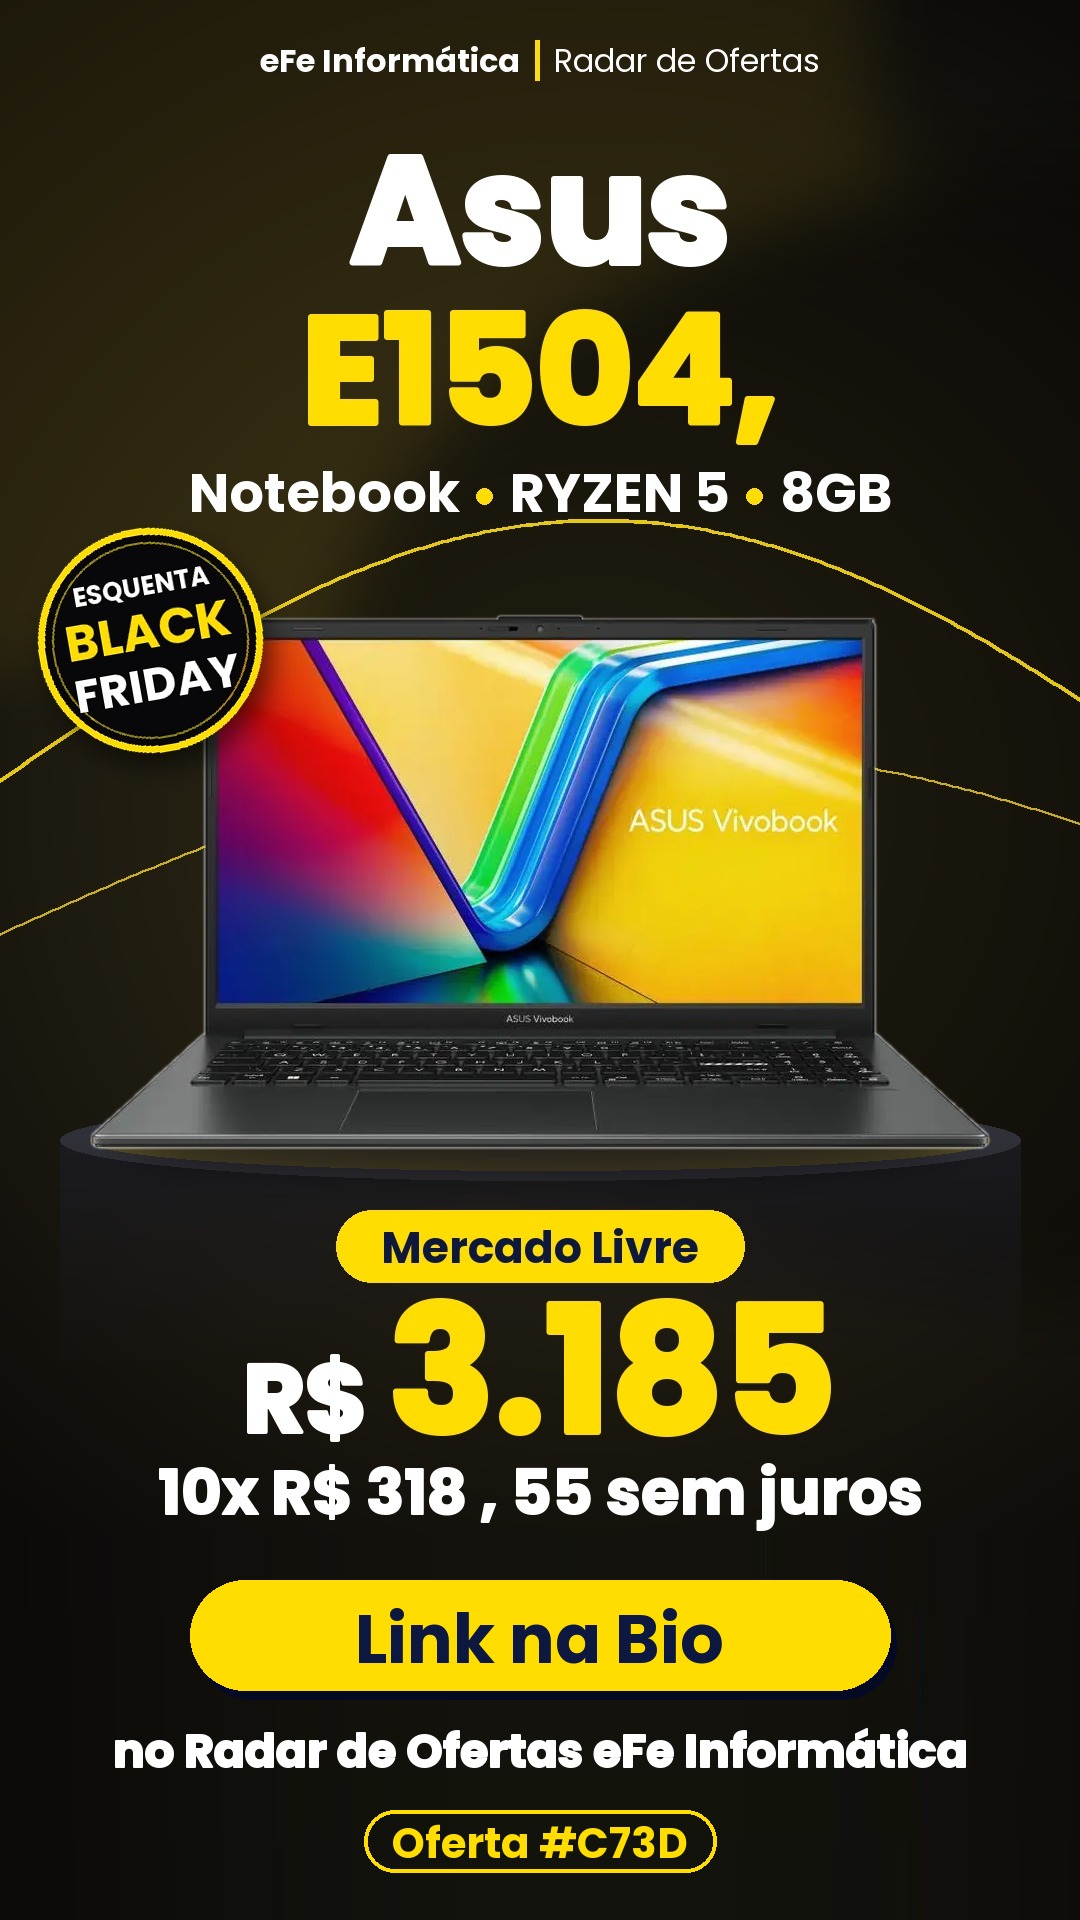 eFe Informática | Radar de Ofertas
Asus
E1504,
Notebook • RYZEN 5 • 8GB
ESQUENTA
BLACK
FRIDAY
ASUS Vivobook
ASUS Vivobook
Mercado Livre
R$ 3.185
10x R$ 318 , 55 sem juros
Link na Bio
no Radar de Ofertas eFe Informática
Oferta #C73D